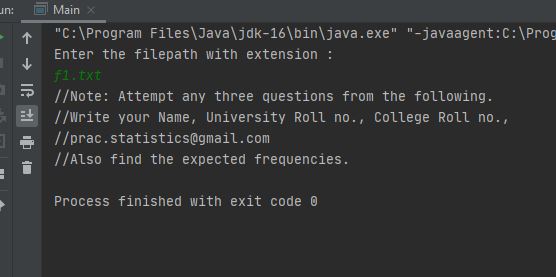 un: Main ×
"C:\Program Files\Java\jdk-16\bin\java.exe" "-javaagent:C:\Prog
Enter the filepath with extension :
f1.txt
//Note: Attempt any three questions from the following.
//Write your Name, University Roll no., College Roll no.,
//prac.statistics@gmail.com
//Also find the expected frequencies.
Process finished with exit code 0